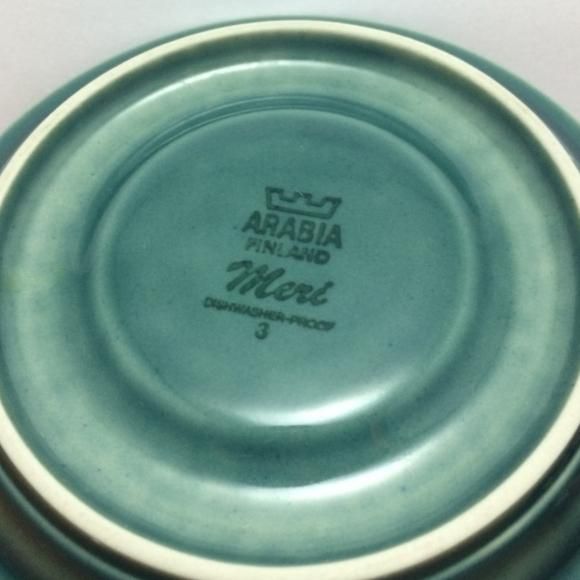 ARABIA
FINLAND
Meri
DISHWASHER-PROOF
3